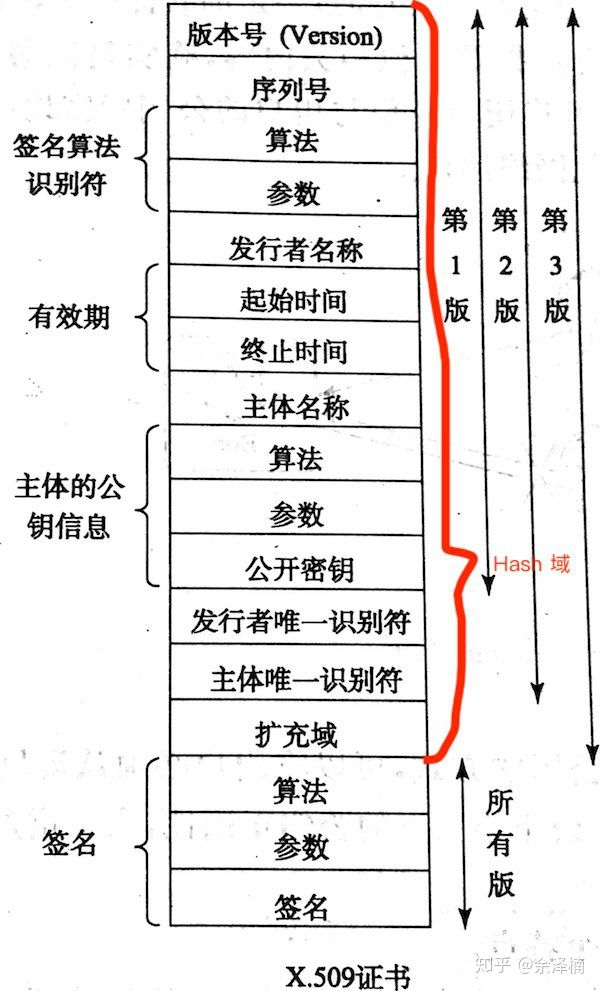 版本号 (Version)
序列号
签名算法
识别符
算法
参数
发行者名称
有效期
起始时间
终止时间
主体名称
主体的公
钥信息
算法
参数
公开密钥
发行者唯一识别符
主体唯一识别符
扩充域
签名
算法
参数
签名
第1版
第2版
第3版
Hash 域
所有版
X.509证书
知乎 @余泽楠